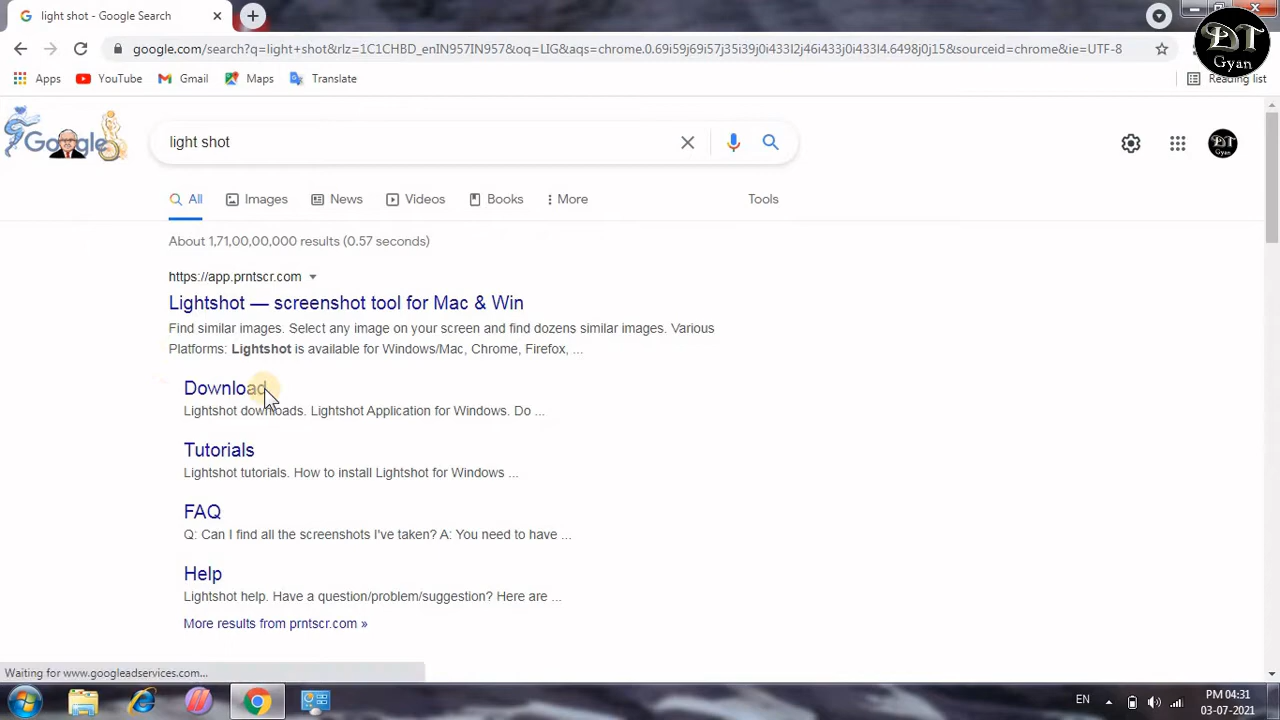 light shot - Google Search
DT
Gyan
google.com/search?q=light+shot&rlz=1C1CHBD_enIN957IN957&oq=LIG&aqs=chrome.0.69i59j69i57j35i39j0i433l2j46i433j0i433l4.6498j0j15&sourceid=chrome&ie=UTF-8
Apps
YouTube
Gmail
Maps
Translate
Reading list
Google
light shot
DT
Gyan
All
Images
News
Videos
Books
More
Tools
About 1,71,00,00,000 results (0.57 seconds)
https://app.prntscr.com
Lightshot — screenshot tool for Mac & Win
Find similar images. Select any image on your screen and find dozens similar images. Various
Platforms: Lightshot is available for Windows/Mac, Chrome, Firefox, ...
Download
Lightshot downloads. Lightshot Application for Windows. Do ...
Tutorials
Lightshot tutorials. How to install Lightshot for Windows ...
FAQ
Q: Can I find all the screenshots I've taken? A: You need to have ...
Help
Lightshot help. Have a question/problem/suggestion? Here are ...
More results from prntscr.com »
Waiting for www.googleadservices.com...
EN
PM 04:31
03-07-2021